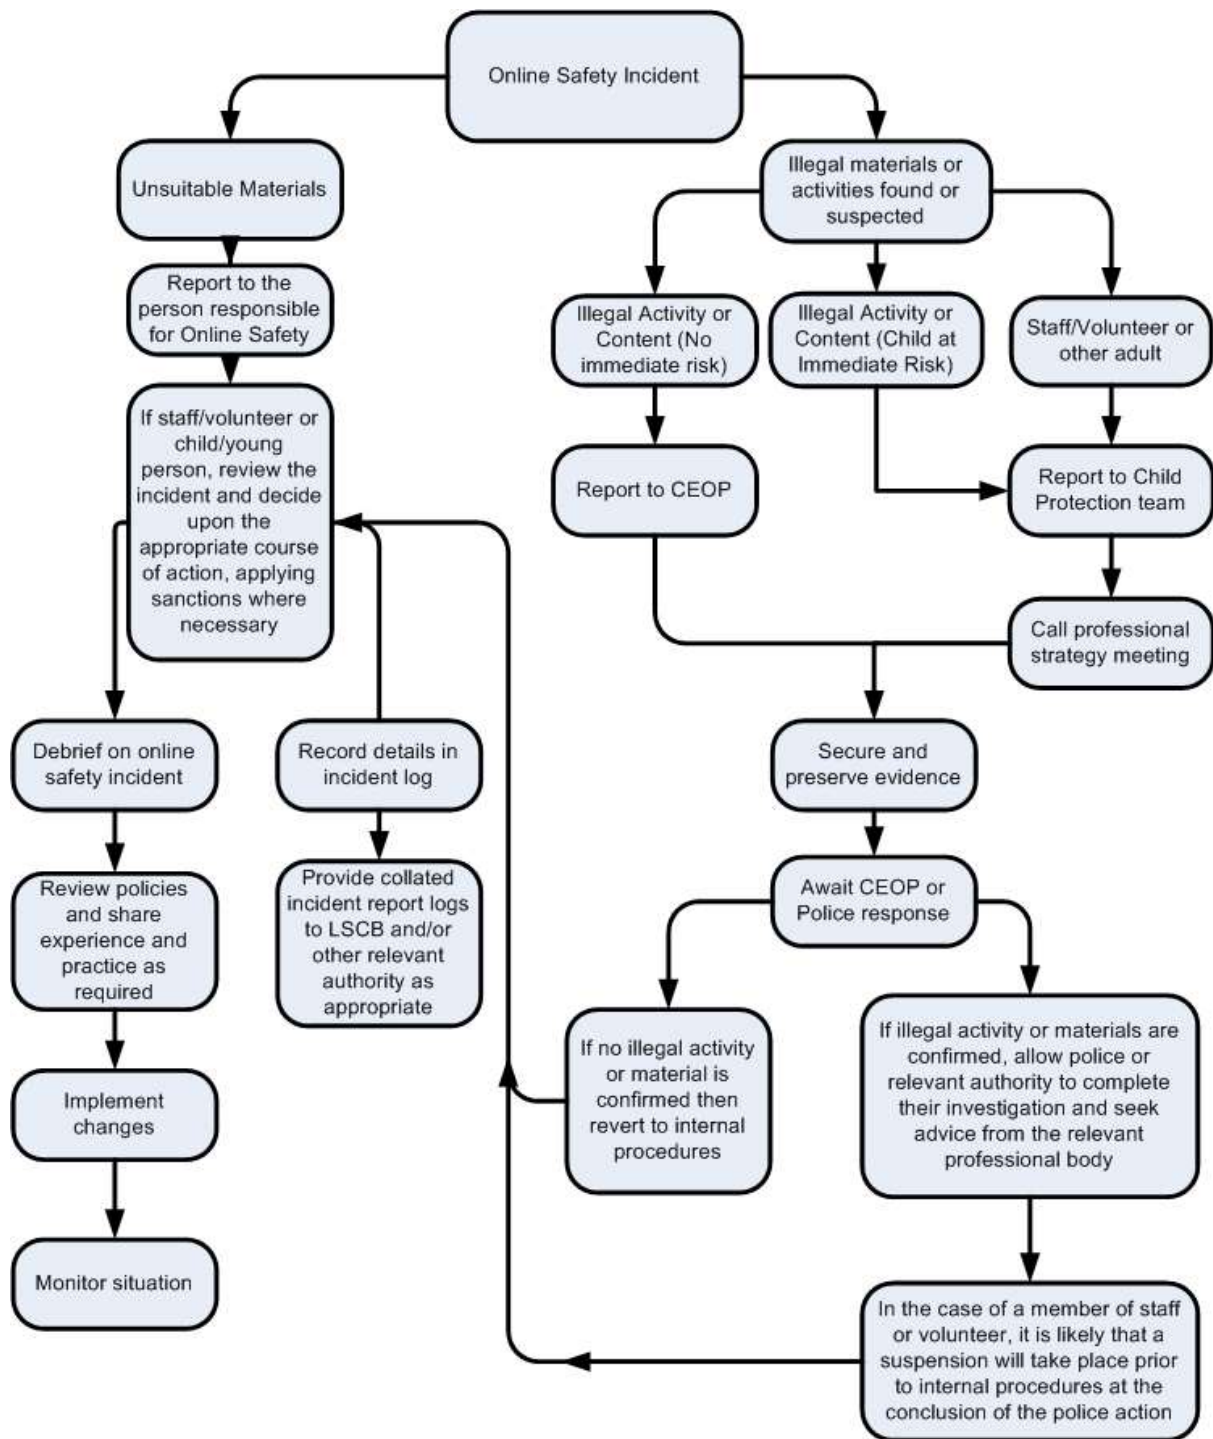 Online Safety Incident
Unsuitable Materials
Report to the
person responsible
for Online Safety
If staff/volunteer or
child/young
person, review the
incident and decide
upon the
appropriate course
of action, applying
sanctions where
necessary
Debrief on online
safety incident
Review policies
and share
experience and
practice as
required
Implement
changes
Monitor situation
Record details in
incident log
Provide collated
incident report logs
to LSCB and/or
other relevant
authority as
appropriate
Illegal materials or
activities found or
suspected
Illegal Activity or
Content (No
immediate risk)
Illegal Activity or
Content (Child at
Immediate Risk)
Staff/Volunteer or
other adult
Report to CEOP
Report to Child
Protection team
Call professional
strategy meeting
Secure and
preserve evidence
Await CEOP or
Police response
If no illegal activity
or material is
confirmed then
revert to internal
procedures
If illegal activity or materials are
confirmed, allow police or
relevant authority to complete
their investigation and seek
advice from the relevant
professional body
In the case of a member of staff
or volunteer, it is likely that a
suspension will take place prior
to internal procedures at the
conclusion of the police action